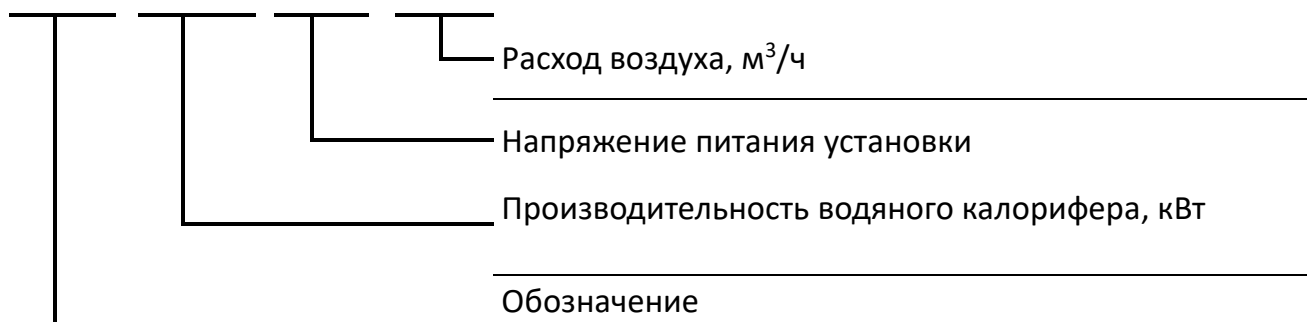 Расход воздуха, м³/ч
Напряжение питания установки
Производительность водяного калорифера, кВт
Обозначение